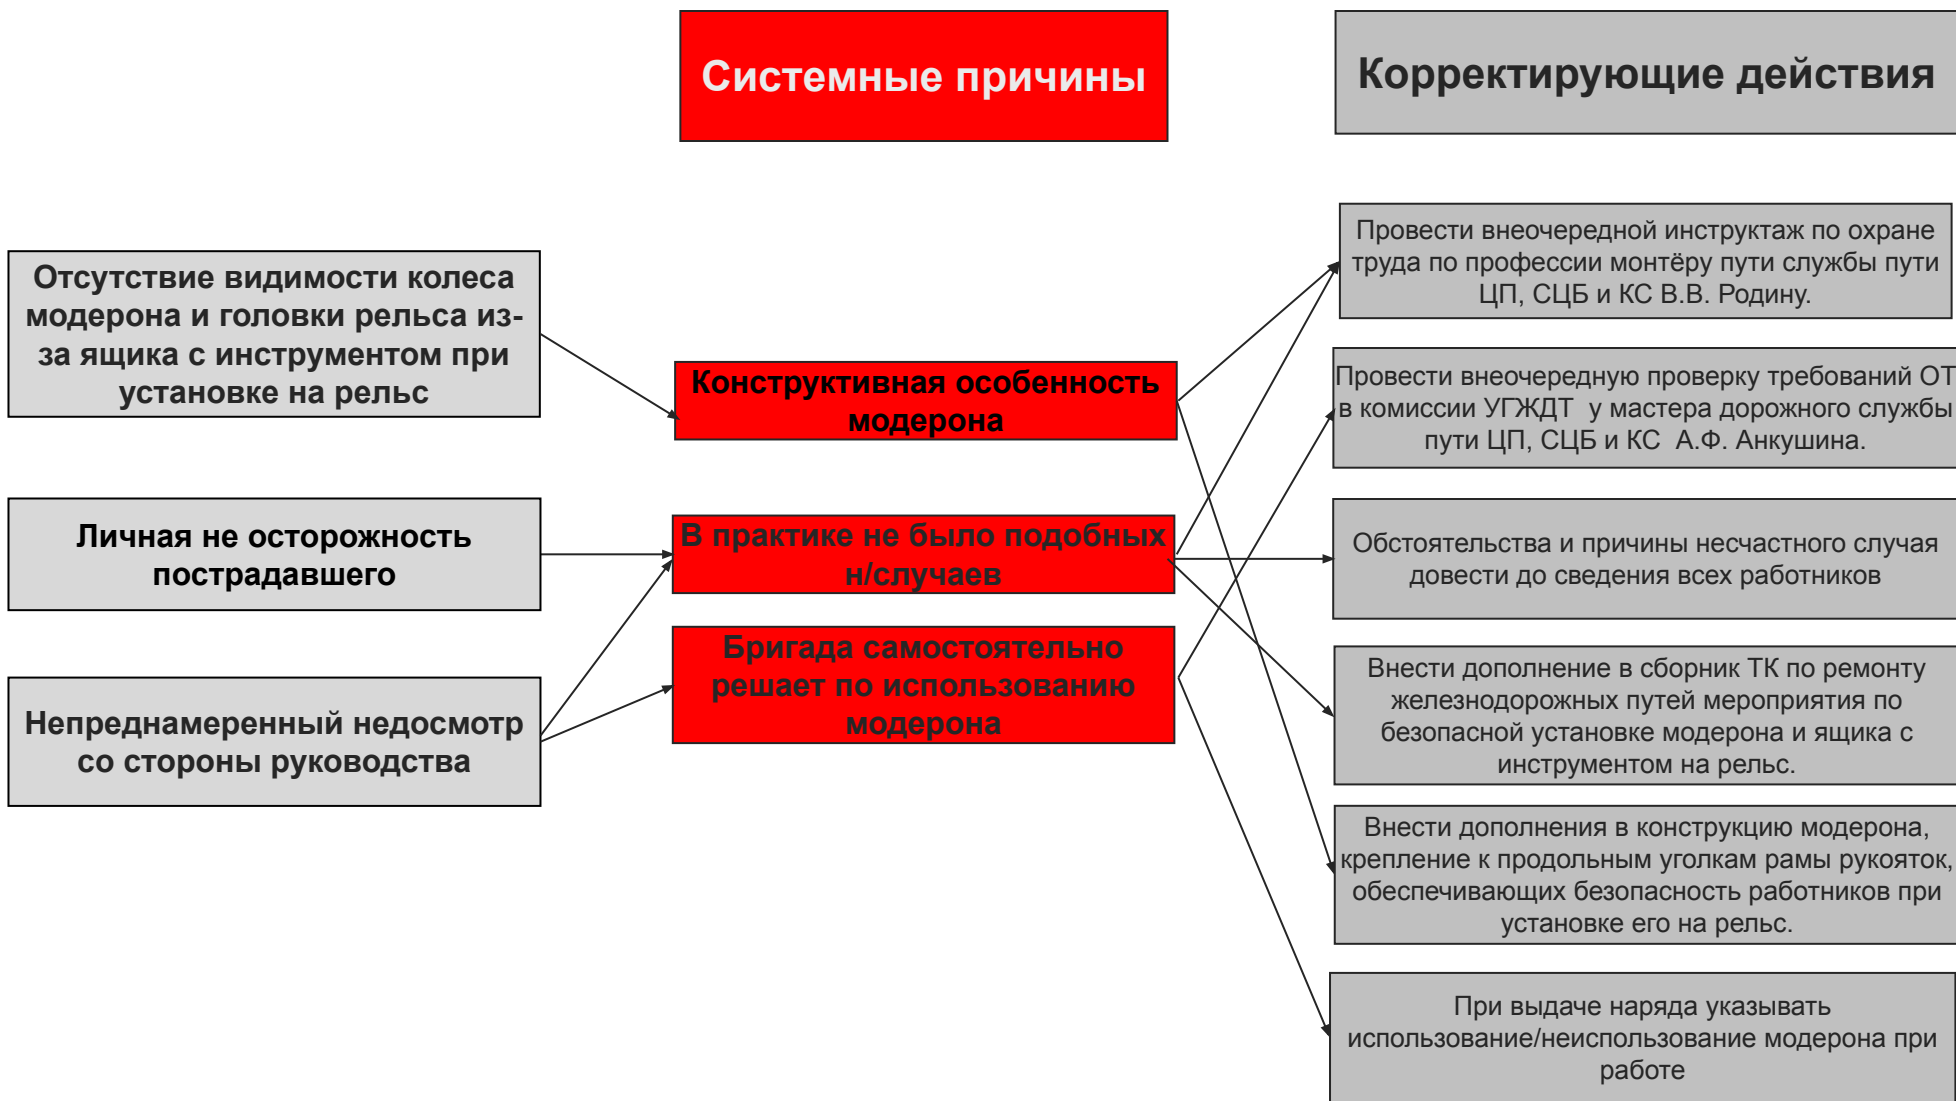 Системные причины
Корректирующие действия
Отсутствие видимости колеса
модерона и головки рельса из-
за ящика с инструментом при
установке на рельс
Личная не осторожность
пострадавшего
Непреднамеренный недосмотр
со стороны руководства
Конструктивная особенность
модерона
В практике не было подобных
н/случаев
Бригада самостоятельно
решает по использованию
модерона
Провести внеочередной инструктаж по охране
труда по профессии монтёру пути службы пути
ЦП, СЦБ и КС В.В. Родину.
Провести внеочередную проверку требований ОТ
в комиссии УГЖДТ у мастера дорожного службы
пути ЦП, СЦБ и КС А.Ф. Анкушина.
Обстоятельства и причины несчастного случая
довести до сведения всех работников
Внести дополнение в сборник ТК по ремонту
железнодорожных путей мероприятия по
безопасной установке модерона и ящика с
инструментом на рельс.
Внести дополнения в конструкцию модерона,
крепление к продольным уголкам рамы рукояток,
обеспечивающих безопасность работников при
установке его на рельс.
При выдаче наряда указывать
использование/неиспользование модерона при
работе